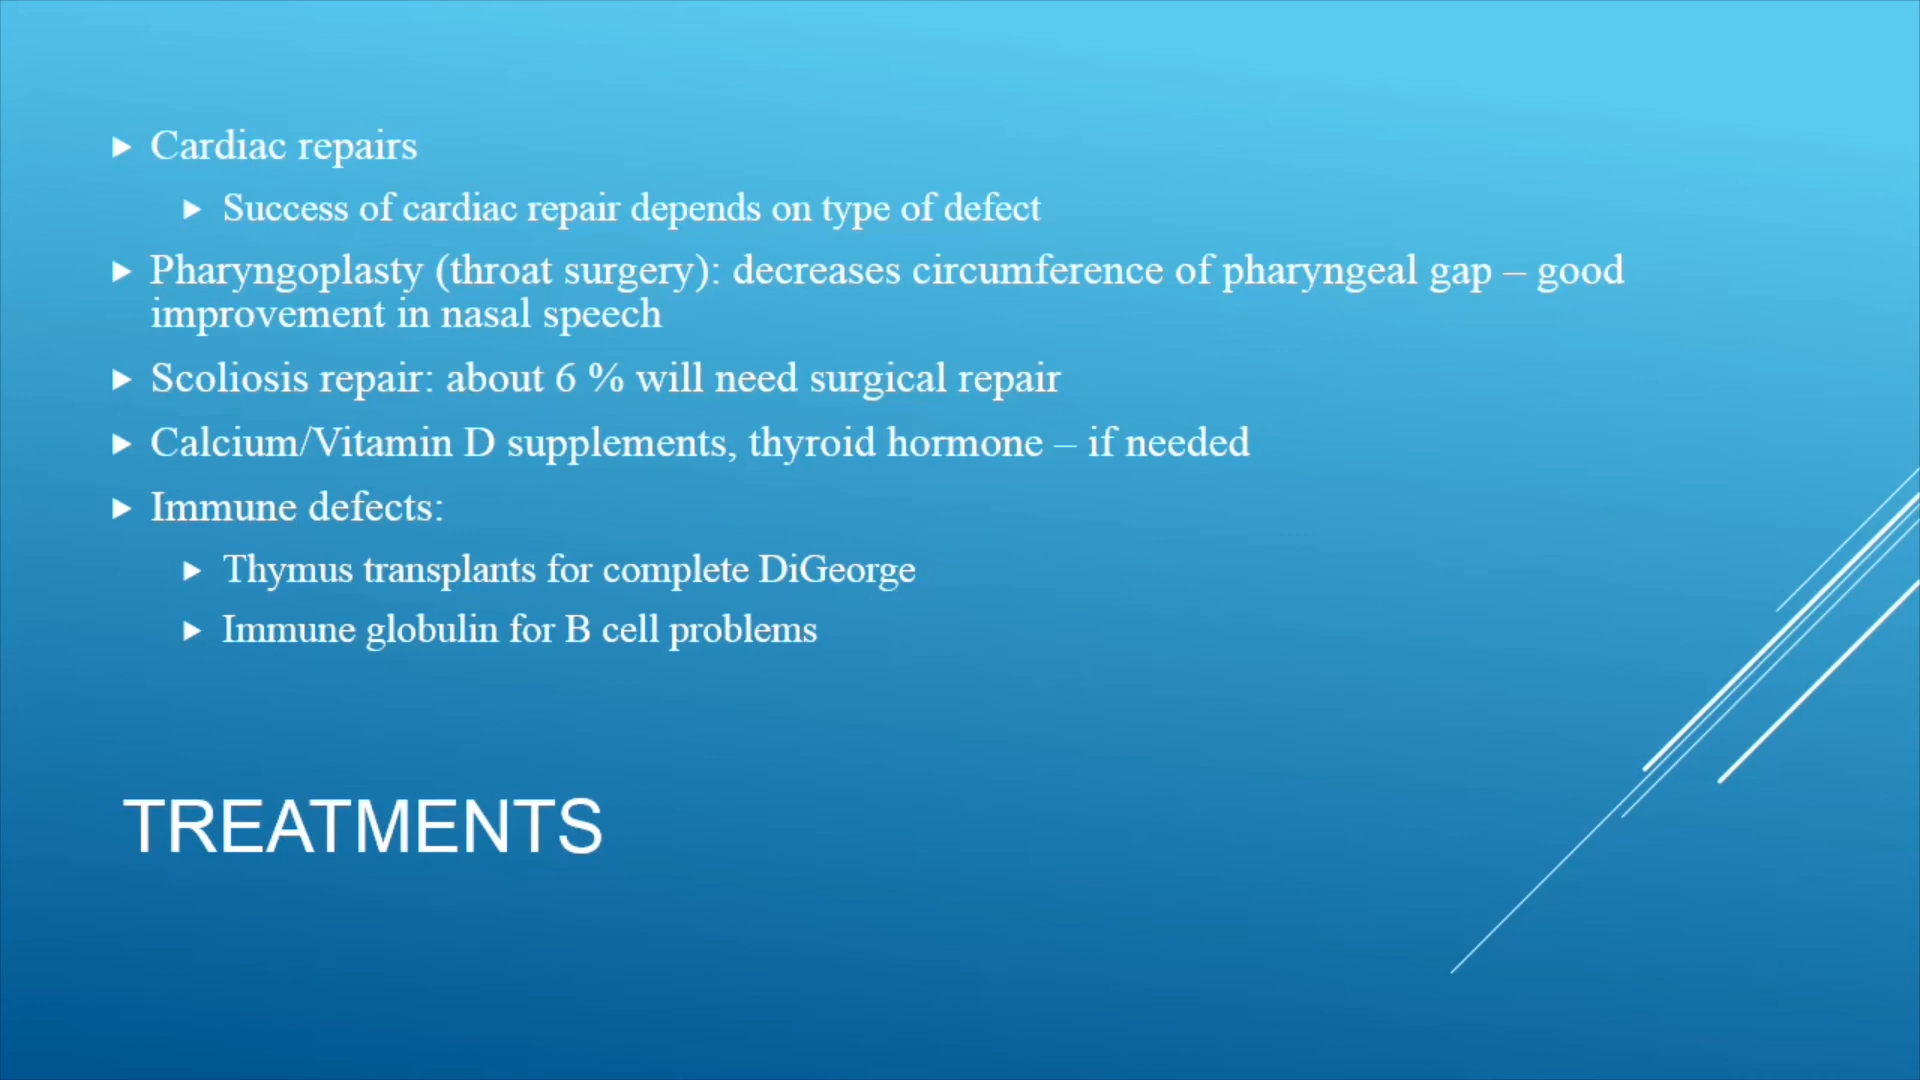 Cardiac repairs
Success of cardiac repair depends on type of defect
Pharyngoplasty (throat surgery): decreases circumference of pharyngeal gap – good
improvement in nasal speech
Scoliosis repair: about 6 % will need surgical repair
Calcium/Vitamin D supplements, thyroid hormone – if needed
Immune defects:
Thymus transplants for complete DiGeorge
Immune globulin for B cell problems
TREATMENTS